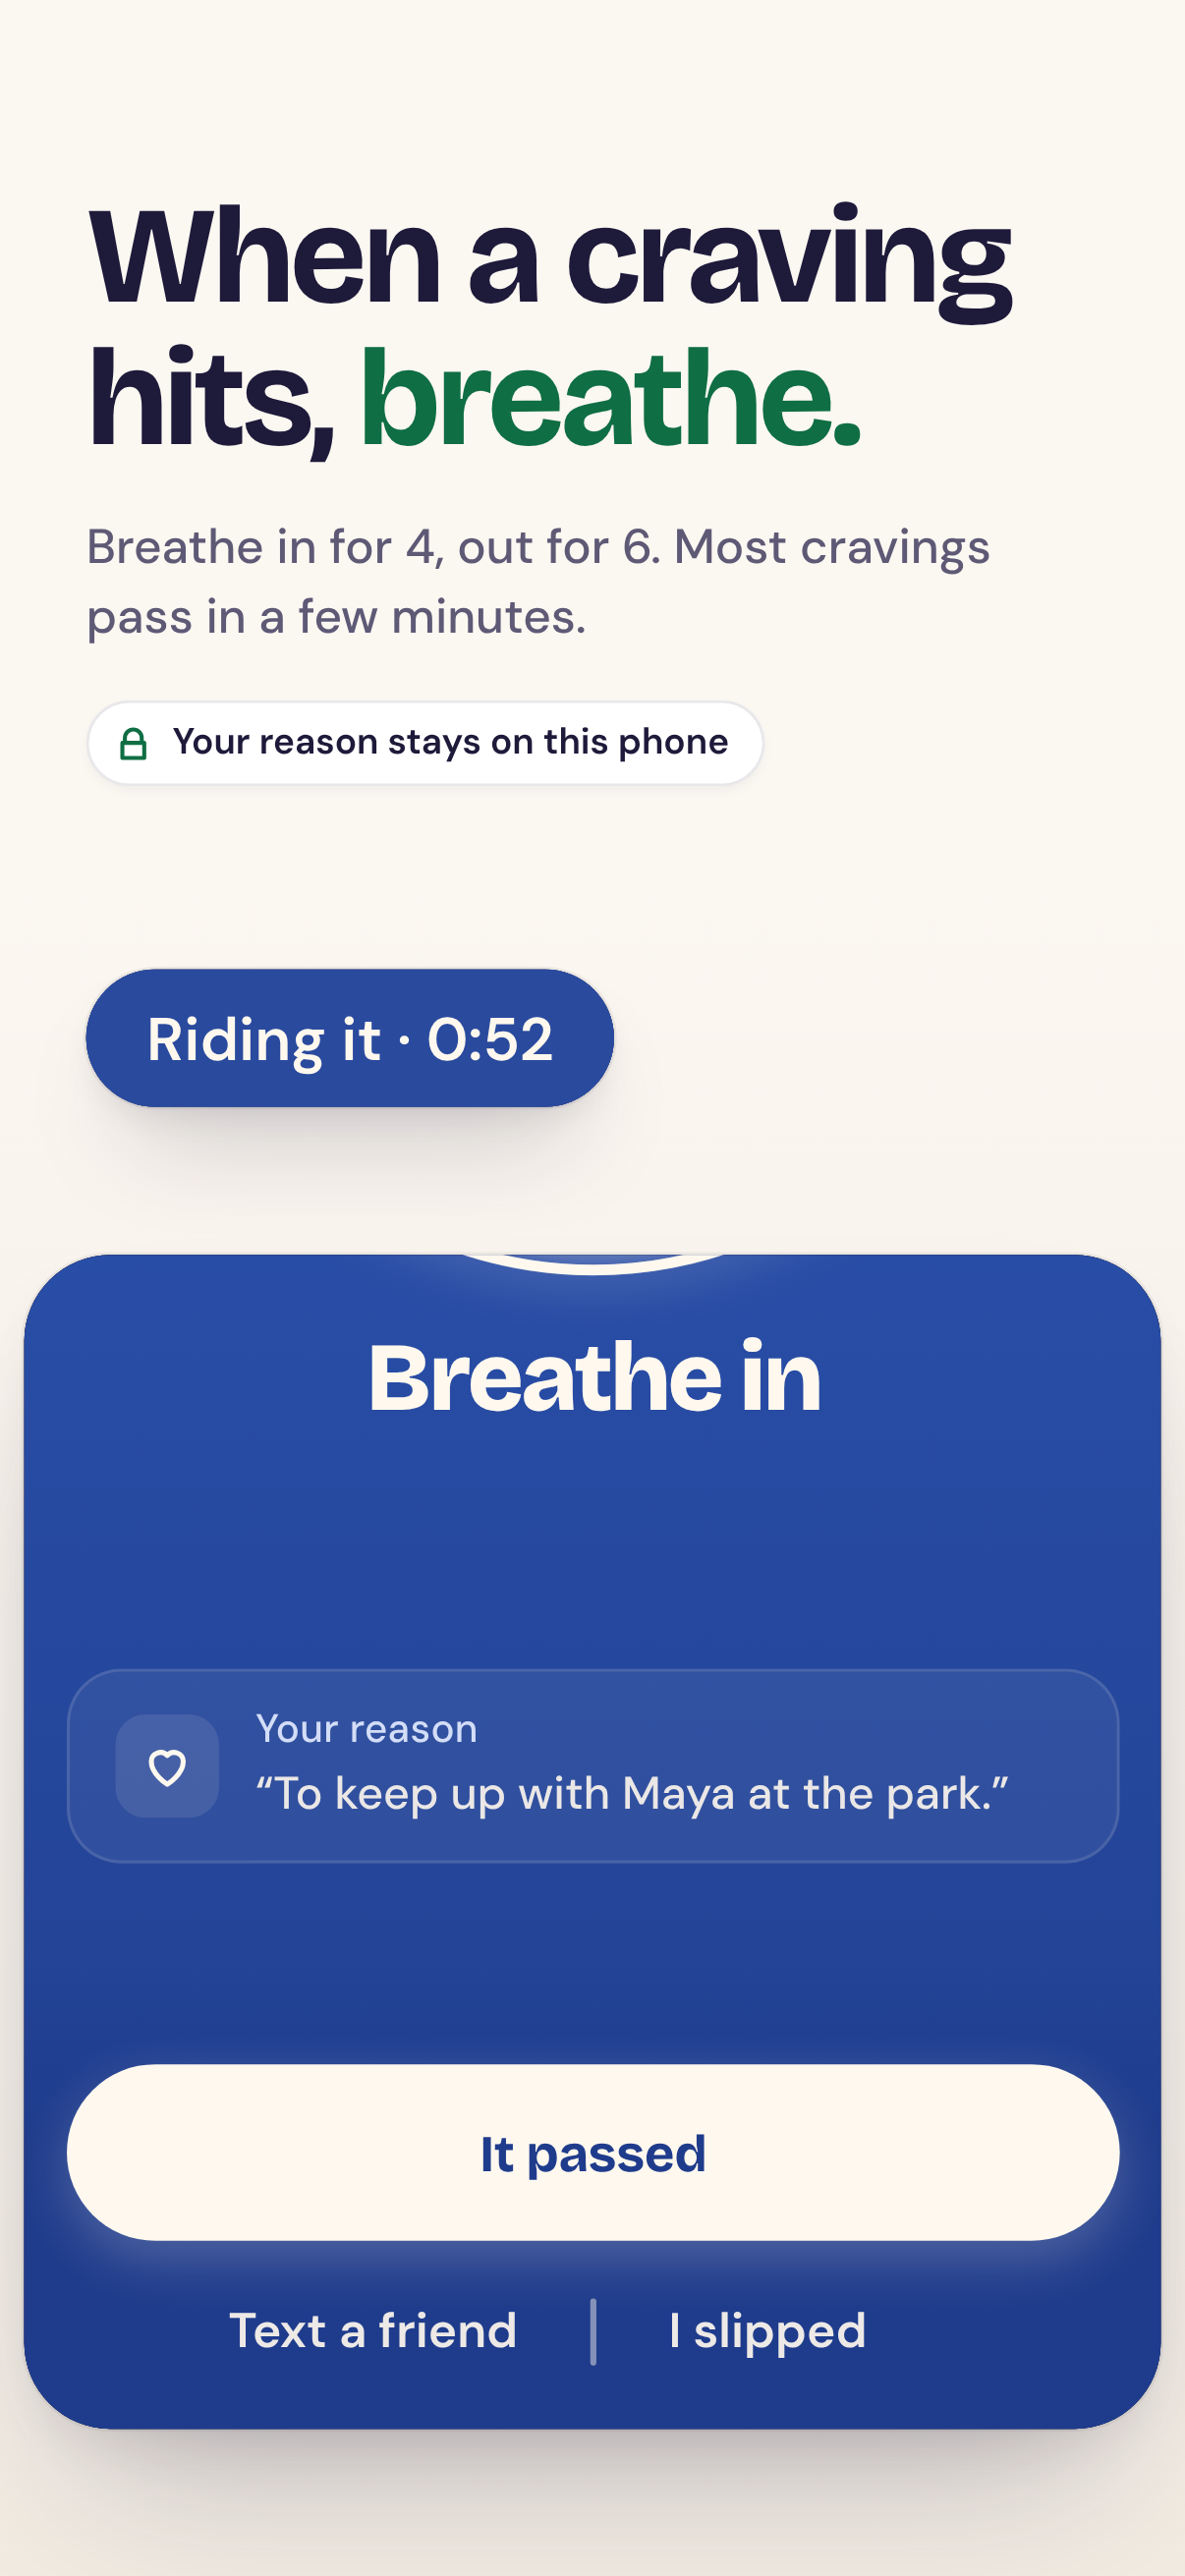 When a craving
hits, breathe.
Breathe in for 4, out for 6. Most cravings
pass in a few minutes.
Your reason stays on this phone
Riding it · 0:52
Breathe in
Your reason
“To keep up with Maya at the park.”
It passed
Text a friend
I slipped